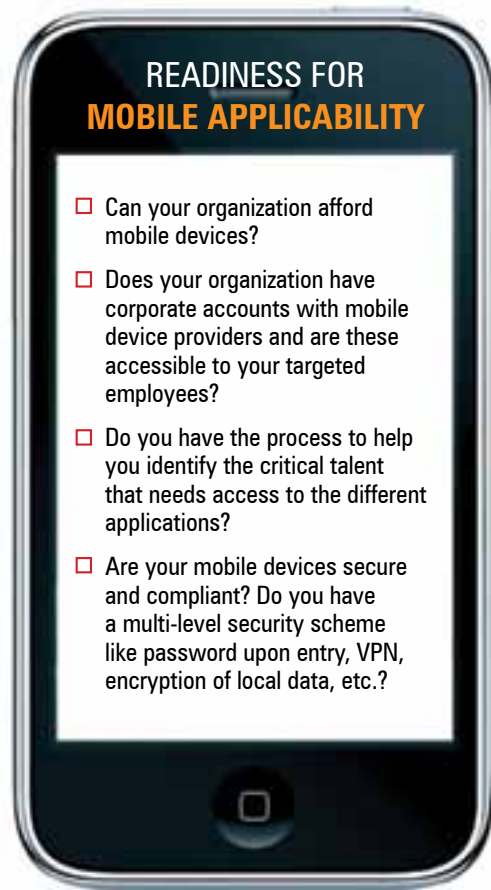 READINESS FOR
MOBILE APPLICABILITY
Can your organization afford
mobile devices?
Does your organization have
corporate accounts with mobile
device providers and are these
accessible to your targeted
employees?
Do you have the process to help
you identify the critical talent
that needs access to the different
applications?
Are your mobile devices secure
and compliant? Do you have
a multi-level security scheme
like password upon entry, VPN,
encryption of local data, etc.?